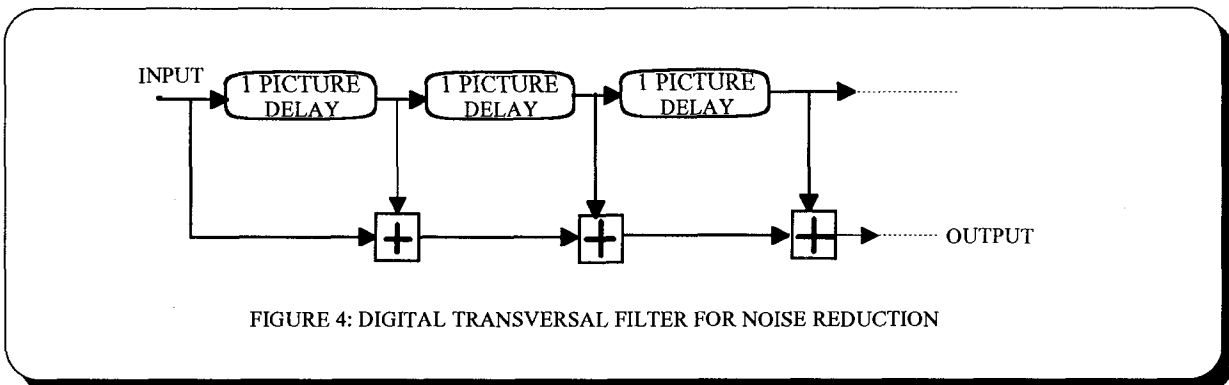 INPUT
1 PICTURE
DELAY
1 PICTURE
DELAY
1 PICTURE
DELAY
OUTPUT
FIGURE 4: DIGITAL TRANSVERSAL FILTER FOR NOISE REDUCTION